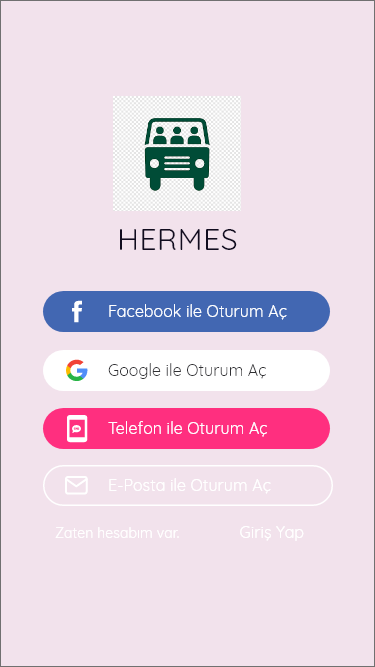 HERMES
Facebook ile Oturum Aç
Google ile Oturum Aç
Telefon ile Oturum Aç
E-Posta ile Oturum Aç
Zaten hesabım var. Giriş Yap